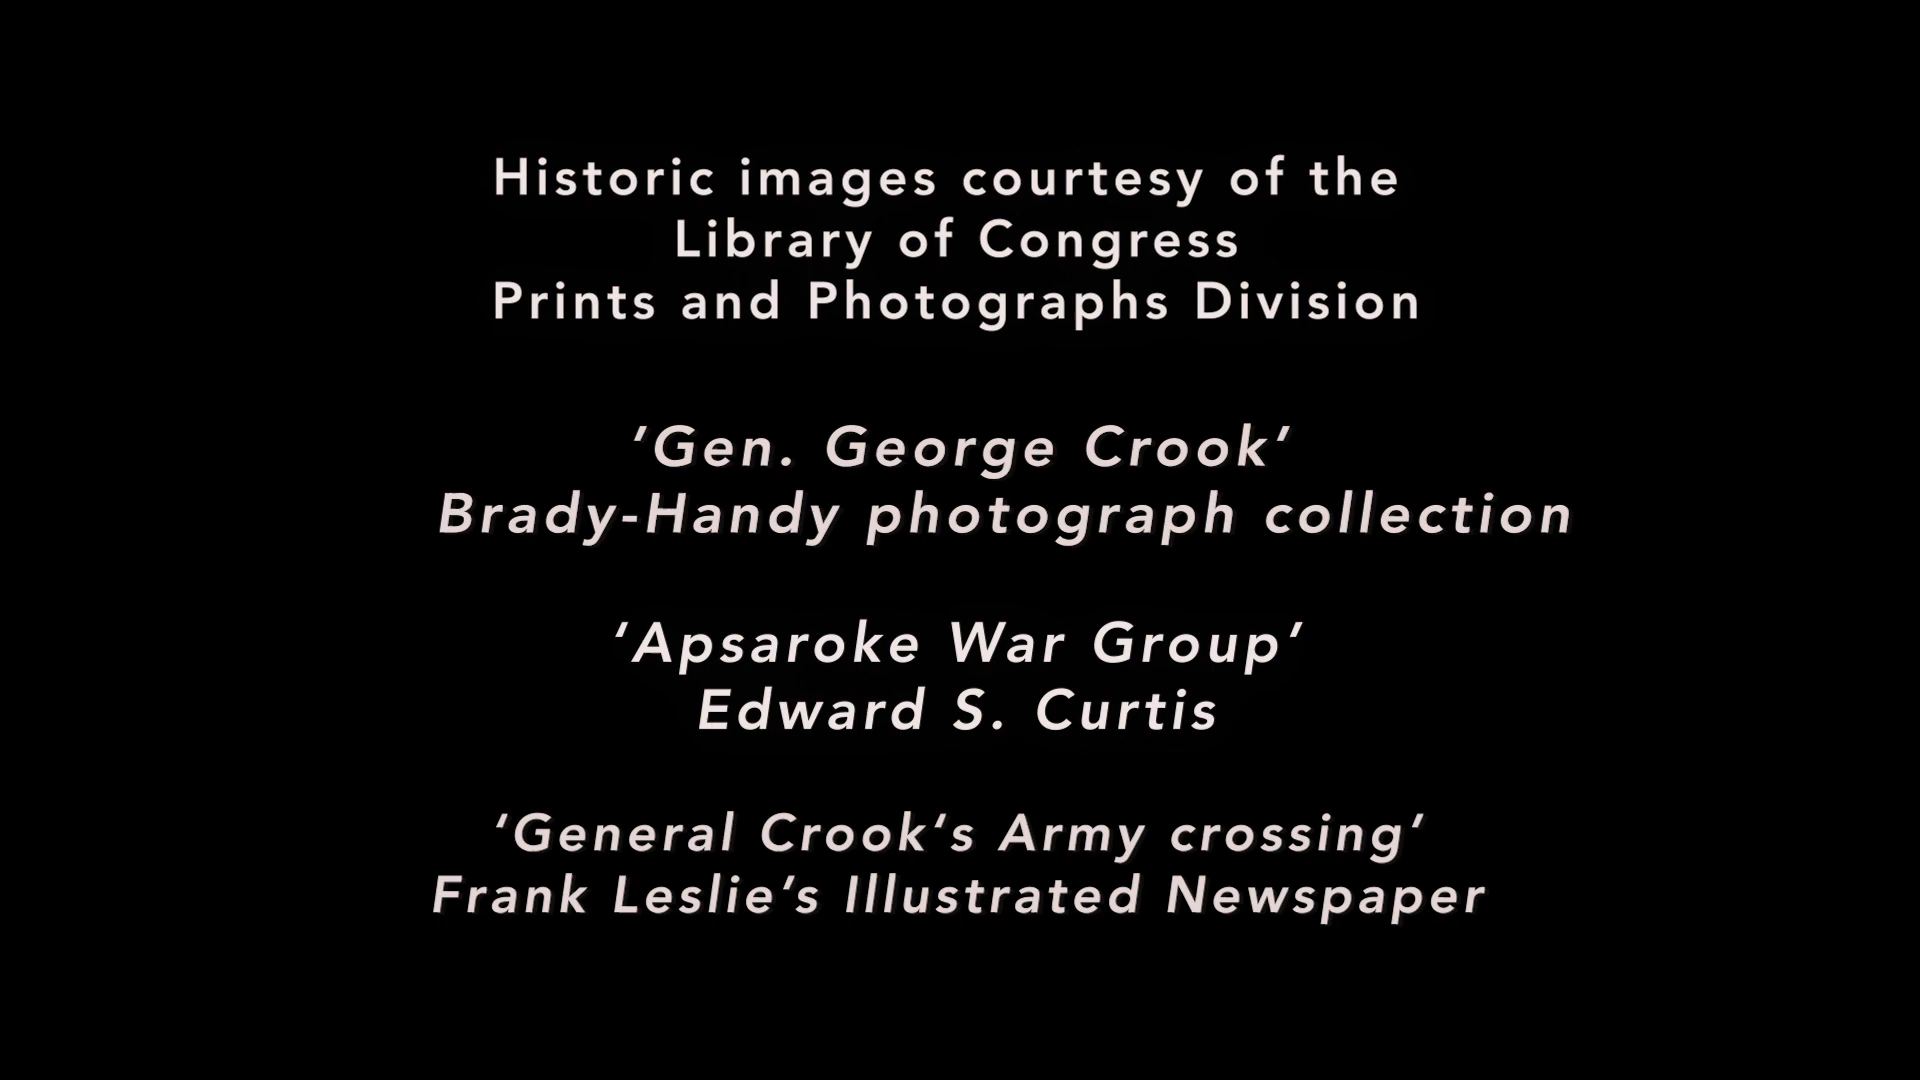 Historic images courtesy of the
Library of Congress
Prints and Photographs Division
’Gen. George Crook’
Brady-Handy photograph collection
‘Apsaroke War Group’
Edward S. Curtis
‘General Crook‘s Army crossing’
Frank Leslie’s Illustrated Newspaper